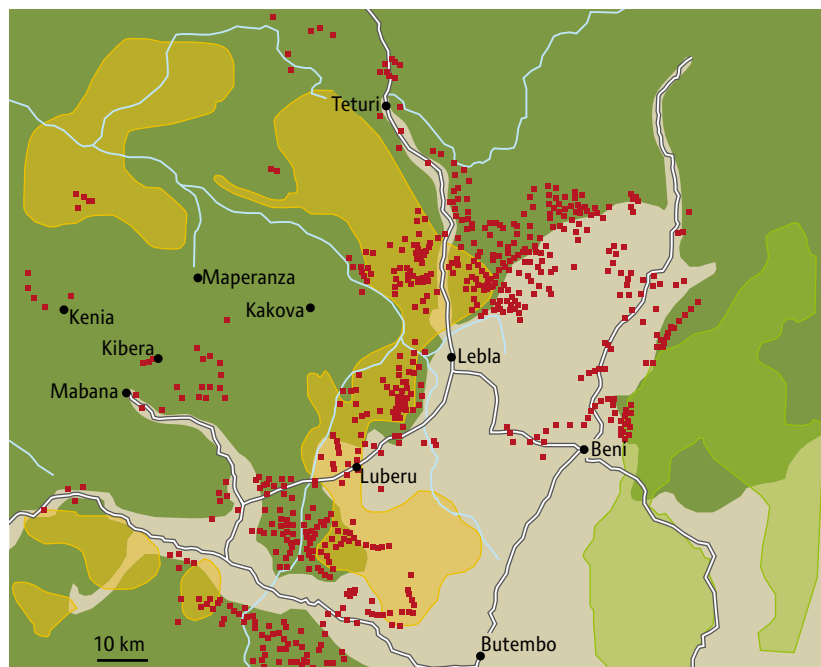 Teturi
Maperanza
Kakova
Kenia
Kibera
Lebla
Mabana
Beni
Luberu
10 km
Butembo